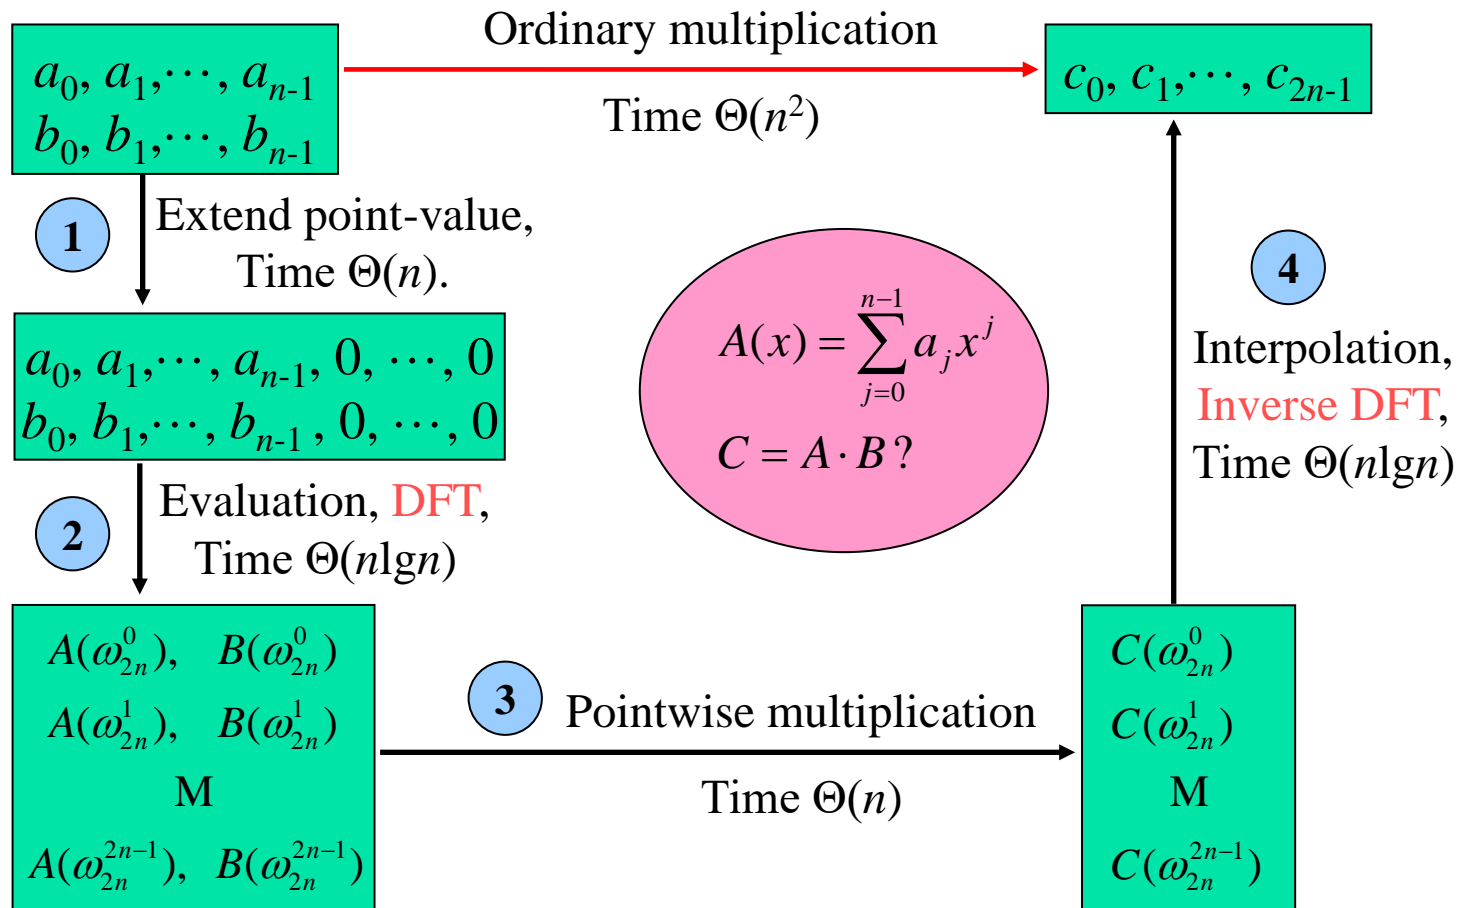 Ordinary multiplication
a₀, a₁,⋯, aₙ₋₁
b₀, b₁,⋯, bₙ₋₁
Time Θ(n²)
c₀, c₁,⋯, c₂ₙ₋₁
1
Extend point-value,
Time Θ(n).
a₀, a₁,⋯, aₙ₋₁, 0, ⋯, 0
b₀, b₁,⋯, bₙ₋₁ , 0, ⋯, 0
2
Evaluation, DFT,
Time Θ(nlgn)
A(x) = ∑_{j=0}^{n−1} a_j x^j
C = A · B ?
4
Interpolation,
Inverse DFT,
Time Θ(nlgn)
A(ω_{2n}^{0}), B(ω_{2n}^{0})
A(ω_{2n}^{1}), B(ω_{2n}^{1})
M
A(ω_{2n}^{2n−1}), B(ω_{2n}^{2n−1})
3
Pointwise multiplication
Time Θ(n)
C(ω_{2n}^{0})
C(ω_{2n}^{1})
M
C(ω_{2n}^{2n−1})